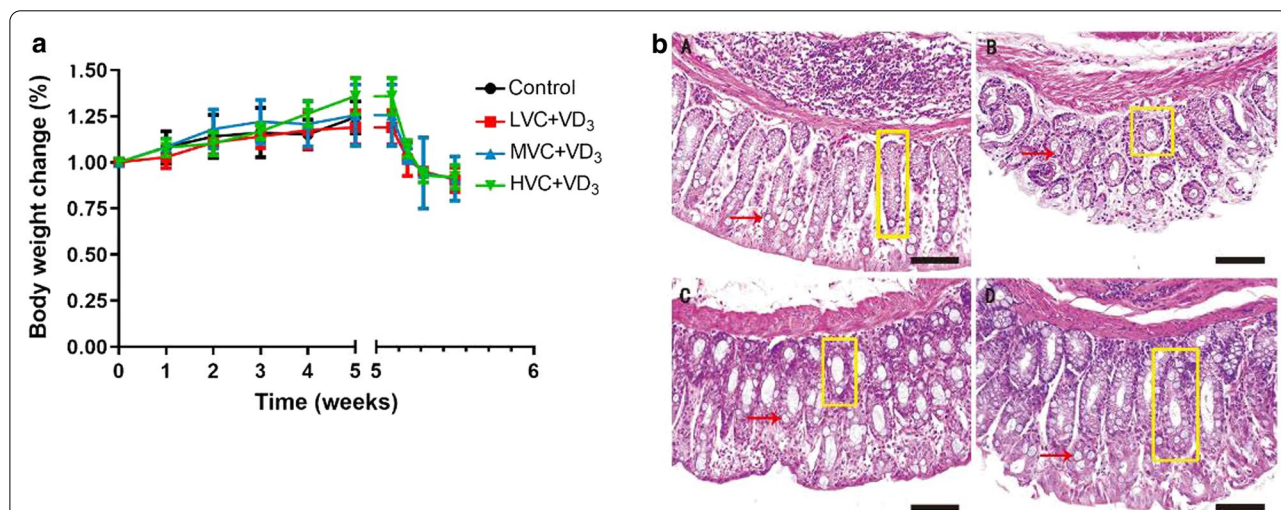 a
b
Body weight change (%)
1.50
1.25
1.00
0.75
0.50
0.25
0.00
0 1 2 3 4 5 5 6
Time (weeks)
Control
LVC+VD3
MVC+VD3
HVC+VD3
A
B
C
D